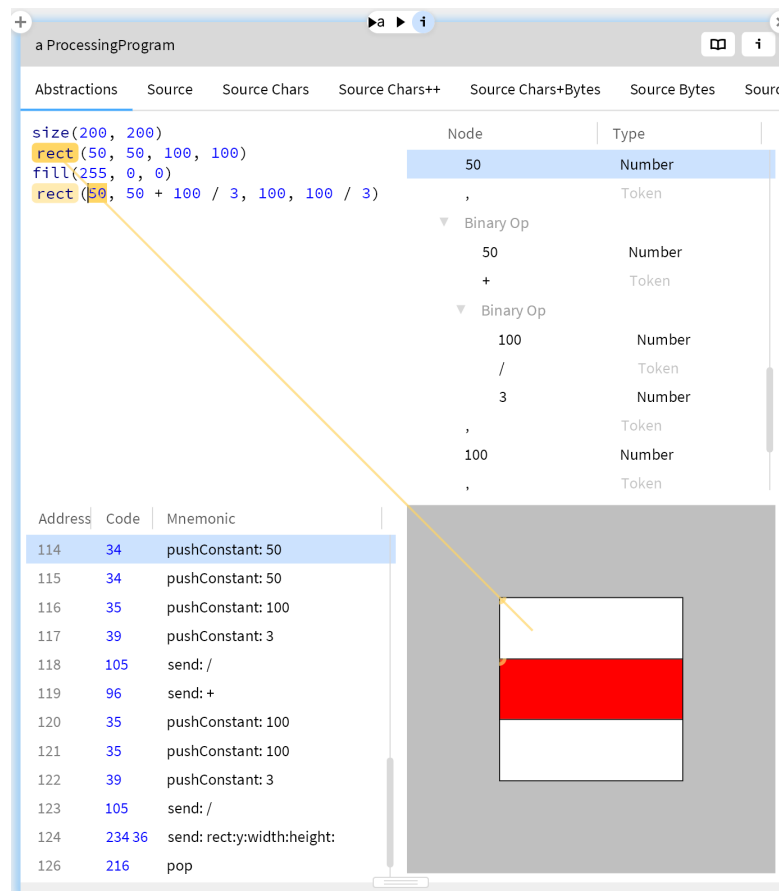 a
a ProcessingProgram
Abstractions Source Source Chars Source Chars++ Source Chars+Bytes Source Bytes
size(200, 200)
rect(50, 50, 100, 100)
fill(255, 0, 0)
rect(50, 50 + 100 / 3, 100, 100 / 3)
Node Type
50 Number
, Token
Binary Op
50 Number
+ Token
Binary Op
100 Number
/ Token
3 Number
, Token
100 Number
, Token
Address Code Mnemonic
114 34 pushConstant: 50
115 34 pushConstant: 50
116 35 pushConstant: 100
117 39 pushConstant: 3
118 105 send: /
119 96 send: +
120 35 pushConstant: 100
121 35 pushConstant: 100
122 39 pushConstant: 3
123 105 send: /
124 234 36 send: rect:y:width:height:
126 216 pop